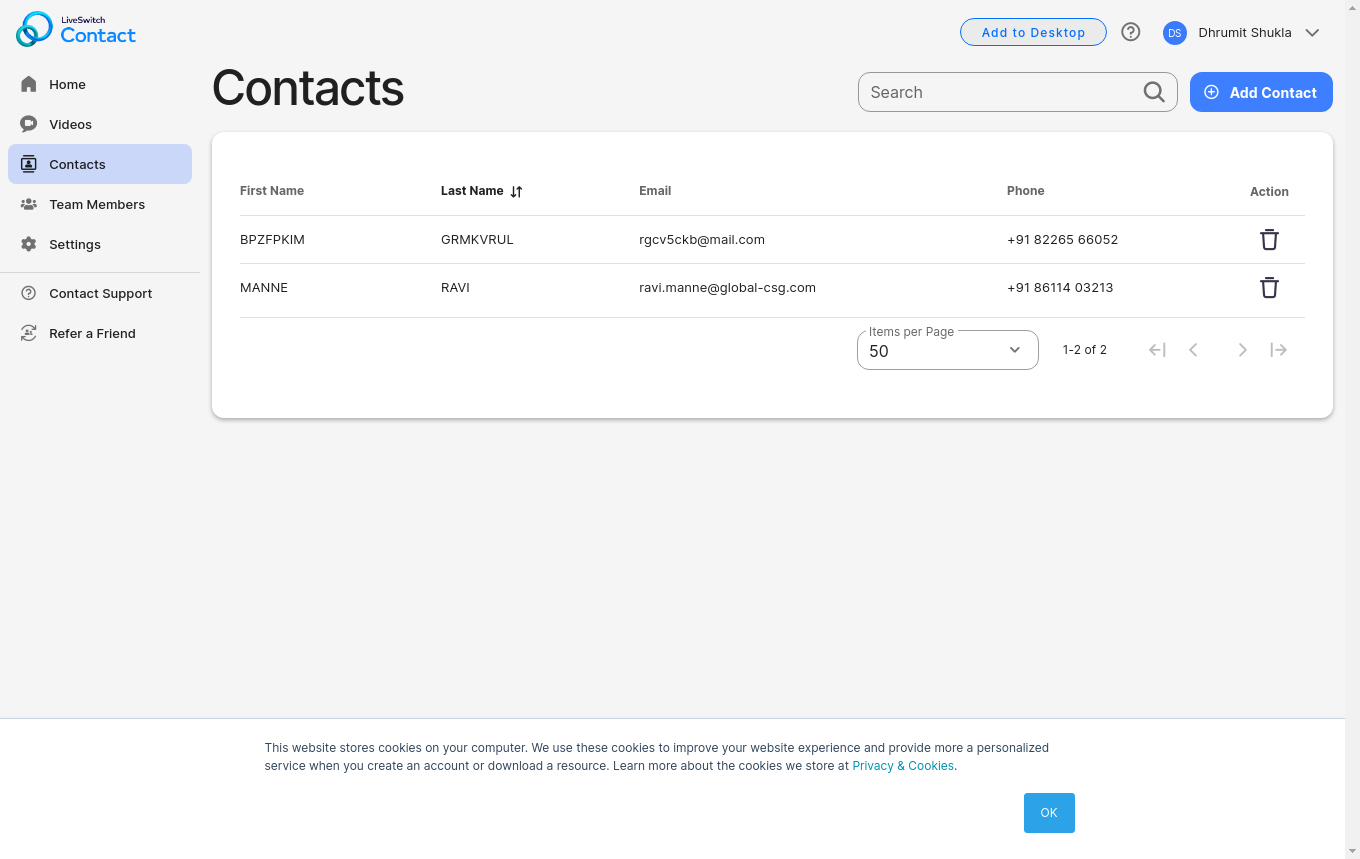 LiveSwitch
Contact
Add to Desktop
DS
Dhrumit Shukla
Home
Videos
Contacts
Team Members
Settings
Contact Support
Refer a Friend
Contacts
Search
Add Contact
First Name Last Name Email Phone Action
BPZFPKIM GRMKVRUL rgcv5ckb@mail.com +91 82265 66052
MANNE RAVI ravi.manne@global-csg.com +91 86114 03213
Items per Page
50
1-2 of 2
This website stores cookies on your computer. We use these cookies to improve your website experience and provide more a personalized
service when you create an account or download a resource. Learn more about the cookies we store at Privacy & Cookies.
OK